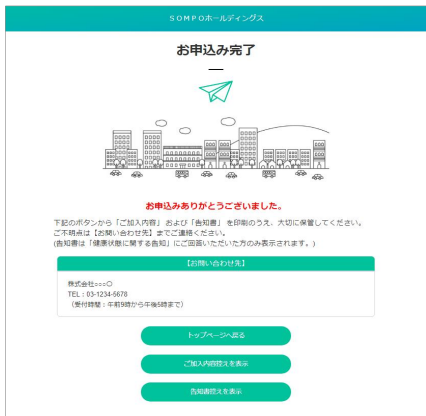 SOMPOホールディングス
お申込み完了
お申込みありがとうございました。
下記のボタンから「ご加入内容」 および「告知書」 を印刷のうえ、大切に保管してください。
ご不明点は【お問い合わせ先】までご連絡ください。
(告知書は「健康状態に関する告知」にご回答いただいた方のみ表示されます。)
【お問い合わせ先】
株式会社○○○〇
TEL：03-1234-5678
（受付時間：午前9時から午後5時まで）
トップページへ戻る
ご加入内容控えを表示
告知書控えを表示